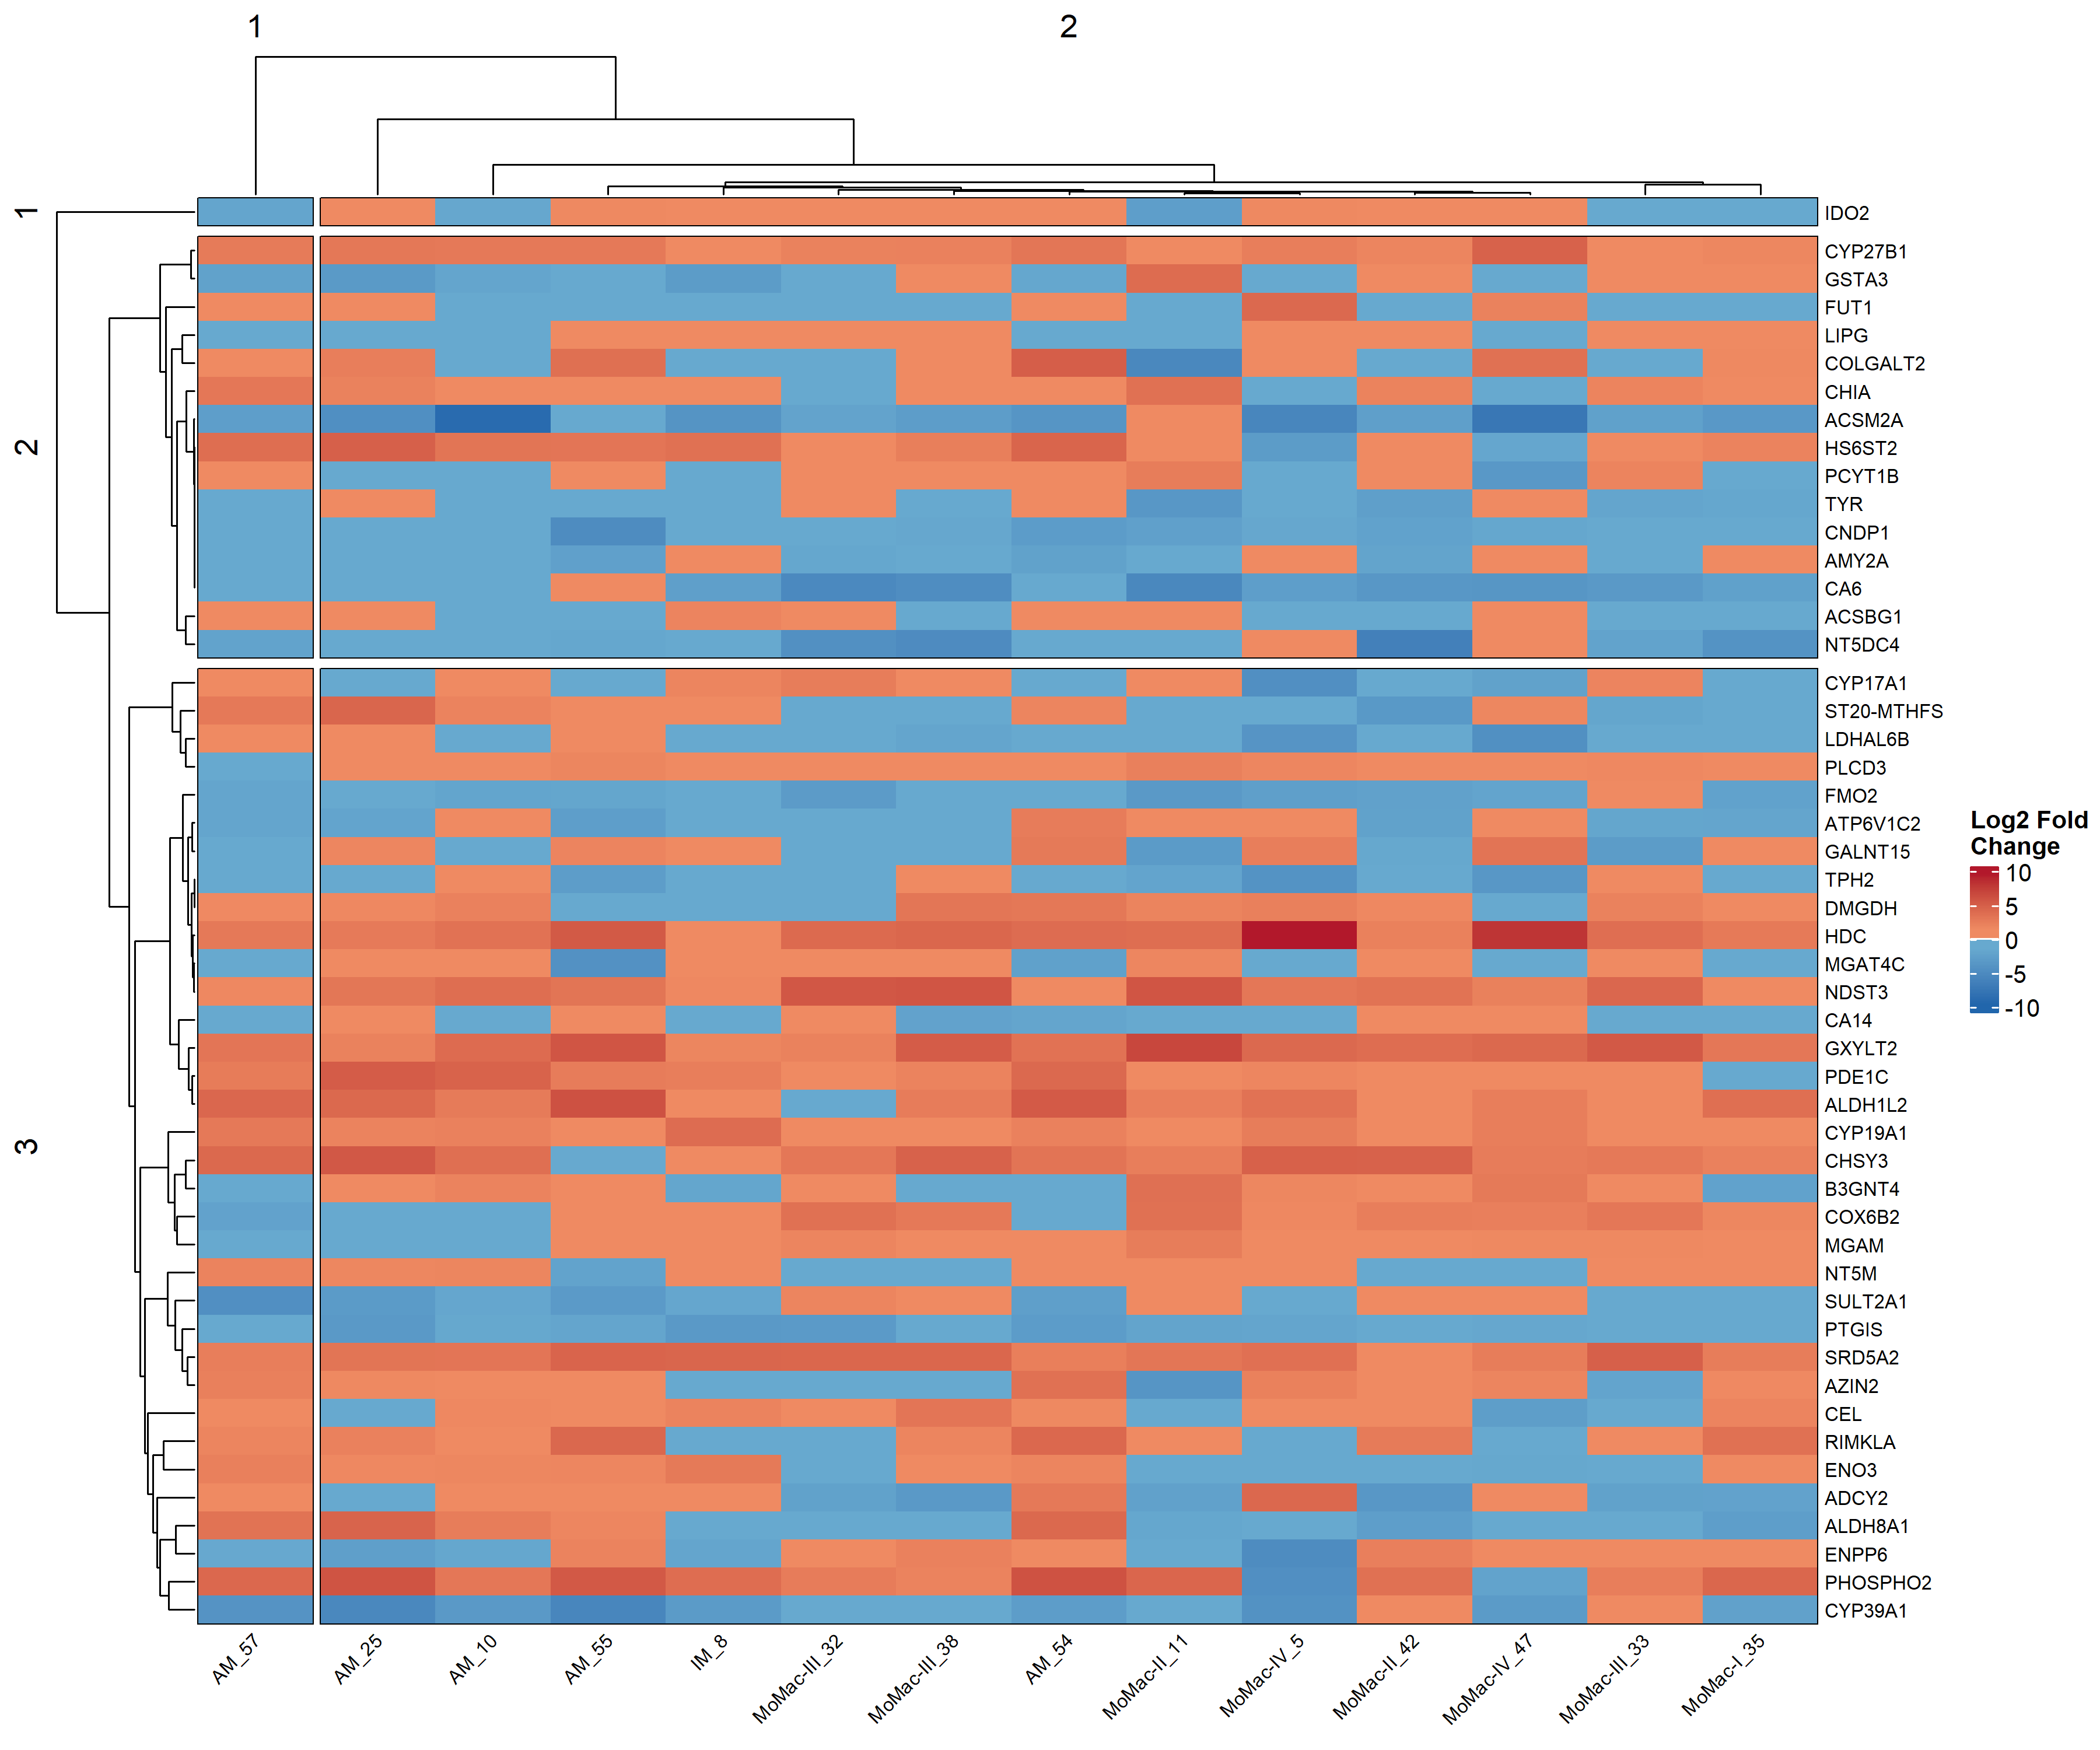 1
2
1
IDO2
2
CYP27B1
GSTA3
FUT1
LIPG
COLGALT2
CHIA
ACSM2A
HS6ST2
PCYT1B
TYR
CNDP1
AMY2A
CA6
ACSBG1
NT5DC4
3
CYP17A1
ST20-MTHFS
LDHAL6B
PLCD3
FMO2
ATP6V1C2
GALNT15
TPH2
DMGDH
HDC
MGAT4C
NDST3
CA14
GXYLT2
PDE1C
ALDH1L2
CYP19A1
CHSY3
B3GNT4
COX6B2
MGAM
NT5M
SULT2A1
PTGIS
SRD5A2
AZIN2
CEL
RIMKLA
ENO3
ADCY2
ALDH8A1
ENPP6
PHOSPHO2
CYP39A1
Log2 Fold
Change
10
5
0
-5
-10
AM_57
AM_25
AM_10
AM_55
IM_8
MoMac-III_32
MoMac-III_38
AM_54
MoMac-II_11
MoMac-IV_5
MoMac-II_42
MoMac-IV_47
MoMac-III_33
MoMac-I_35